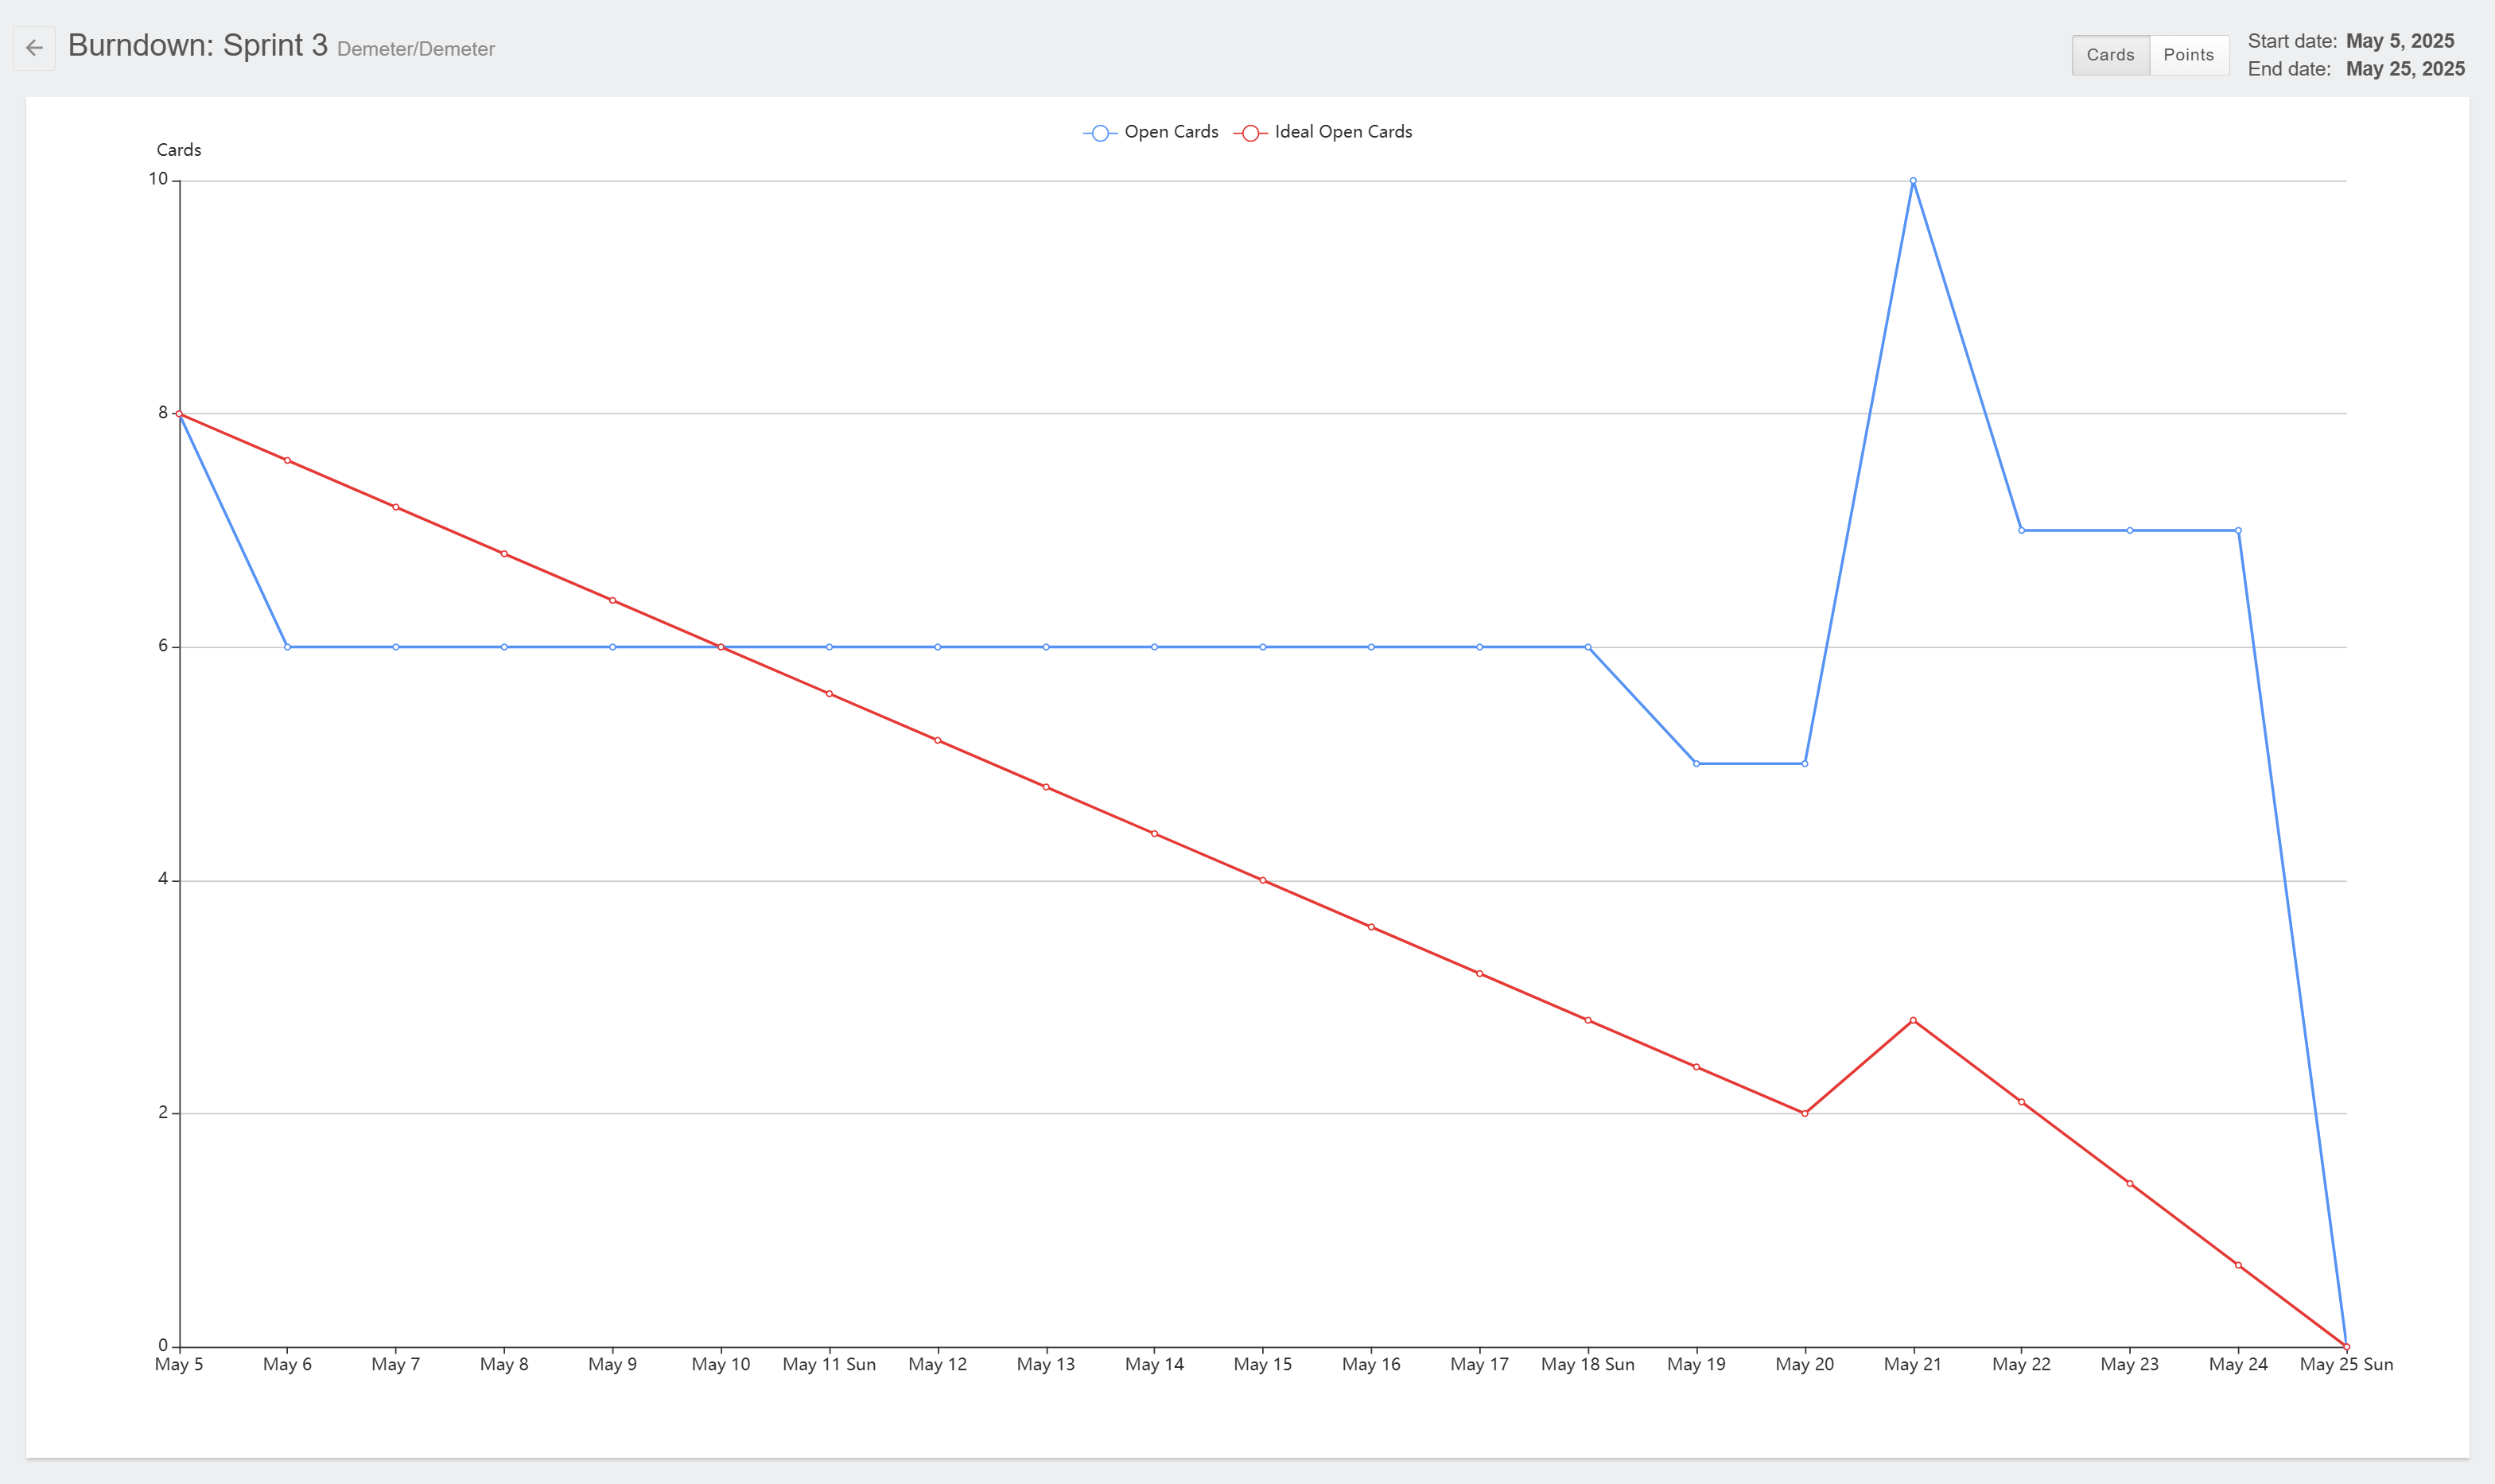 Burndown: Sprint 3 Demeter/Demeter
Cards Points
Start date: May 5, 2025
End date: May 25, 2025
Open Cards Ideal Open Cards
Cards
10
8
6
4
2
0
May 5 May 6 May 7 May 8 May 9 May 10 May 11 Sun May 12 May 13 May 14 May 15 May 16 May 17 May 18 Sun May 19 May 20 May 21 May 22 May 23 May 24 May 25 Sun